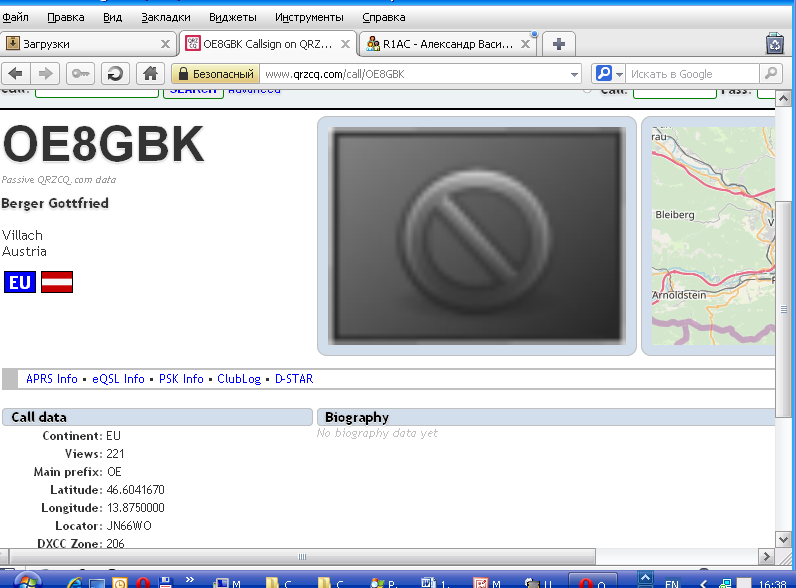 Файл Правка Вид Закладки Виджеты Инструменты Справка
Загрузки OE8GBK Callsign on QRZ... R1AC - Александр Васи...
Безопасный www.qrzcq.com/call/OE8GBK Искать в Google
Call: SEARCH Advanced Call: Pass:
OE8GBK
Passive QRZCQ.com data
Berger Gottfried
Villach
Austria
EU
rau
Bleiberg
V
Arnoldstein
APRS Info • eQSL Info • PSK Info • ClubLog • D-STAR
Call data
Continent: EU
Views: 221
Main prefix: OE
Latitude: 46.6041670
Longitude: 13.8750000
Locator: JN66WO
DXCC Zone: 206
Biography
No biography data yet
M C C P. 1. M U O EN 16:38